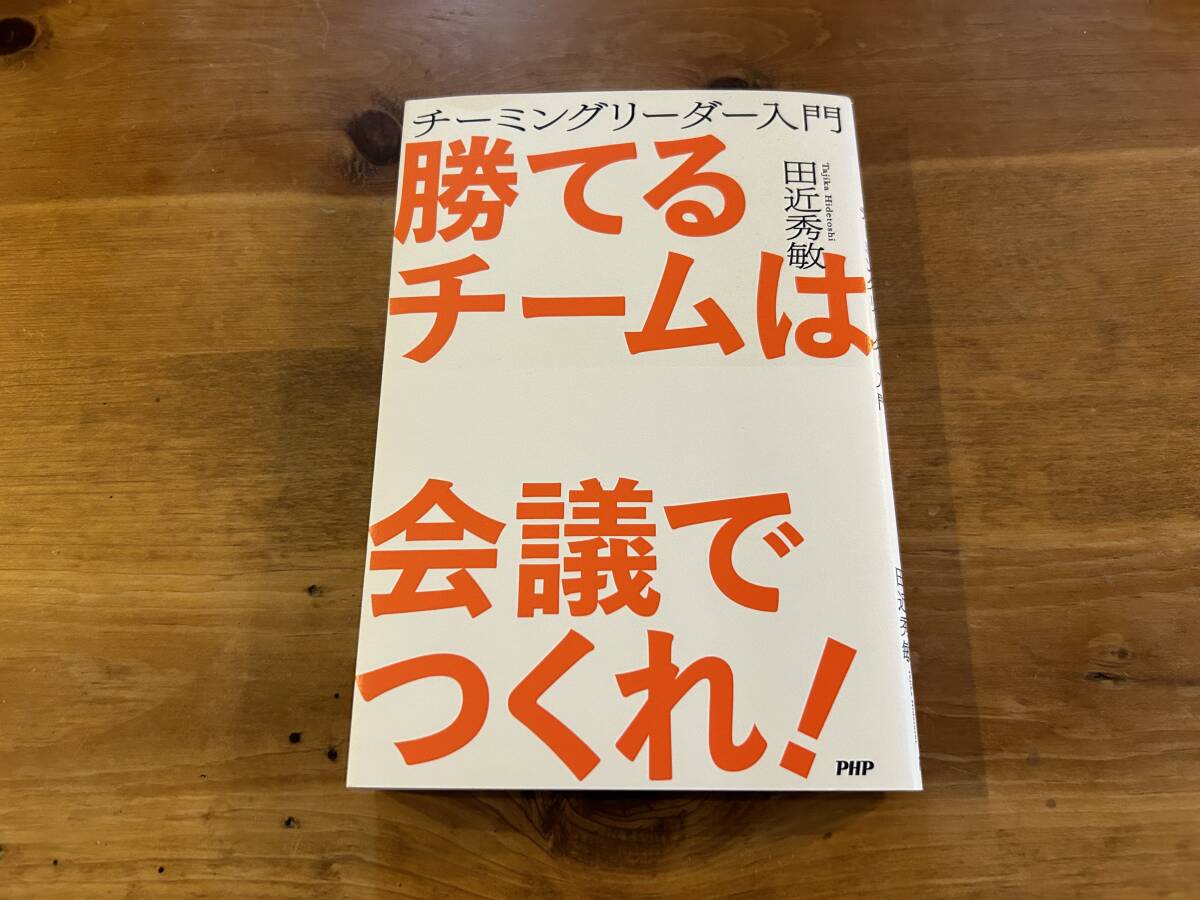 チーミングリーダー入門
勝てる
チームは
会議で
つくれ!
田近秀敏
Tajika Hidetoshi
PHP